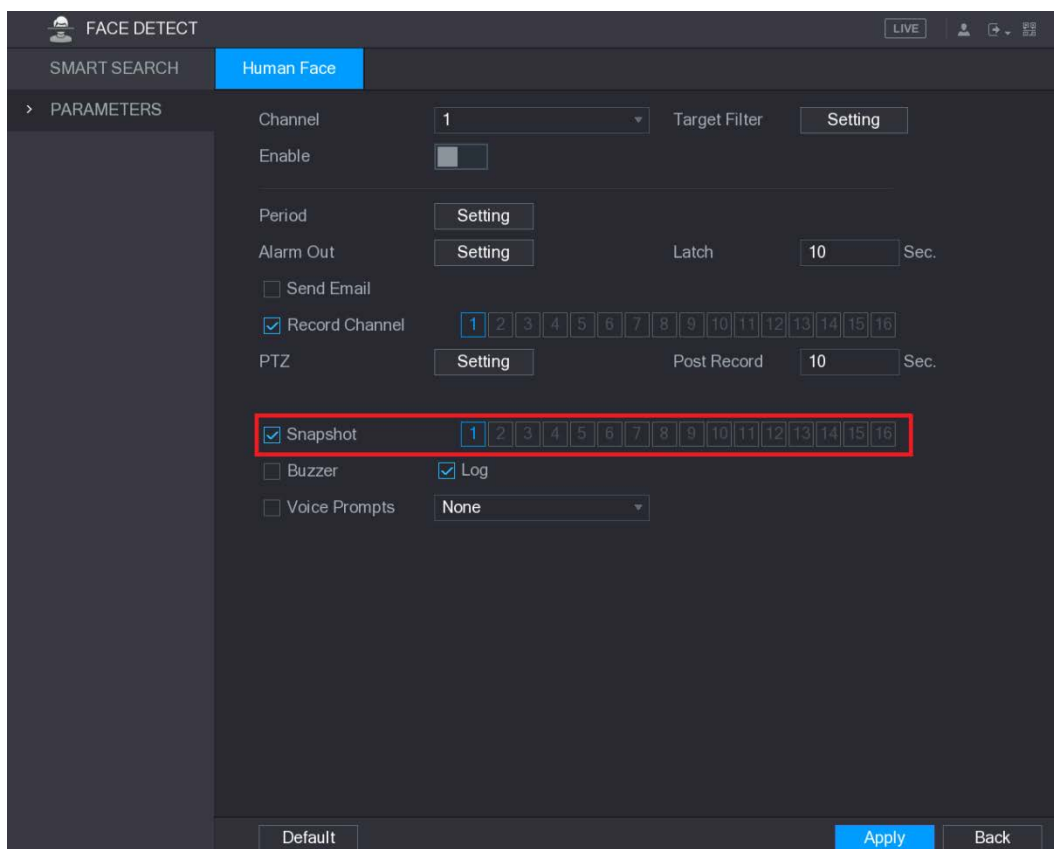 FACE DETECT LIVE
SMART SEARCH Human Face
> PARAMETERS
Channel 1 Target Filter Setting
Enable
Period Setting
Alarm Out Setting Latch 10 Sec.
Send Email
Record Channel 1 2 3 4 5 6 7 8 9 10 11 12 13 14 15 16
PTZ Setting Post Record 10 Sec.
Snapshot 1 2 3 4 5 6 7 8 9 10 11 12 13 14 15 16
Buzzer Log
Voice Prompts None
Default Apply Back